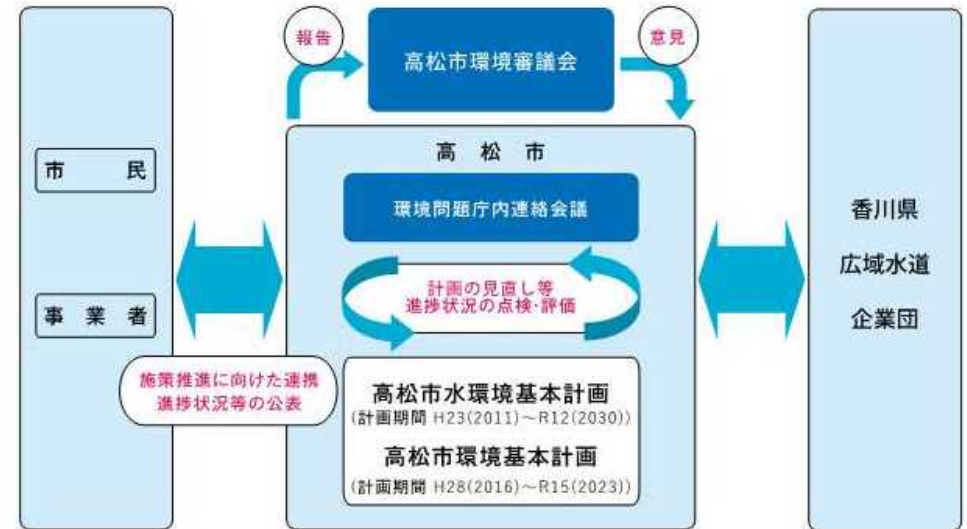 報告
高松市環境審議会
意見
市　民
事 業 者
高 松 市
環境問題庁内連絡会議
計画の見直し等
進捗状況の点検・評価
施策推進に向けた連携
進捗状況等の公表
高松市水環境基本計画
(計画期間 H23(2011)～R12(2030))
高松市環境基本計画
(計画期間 H28(2016)～R15(2023))
香川県
広域水道
企業団